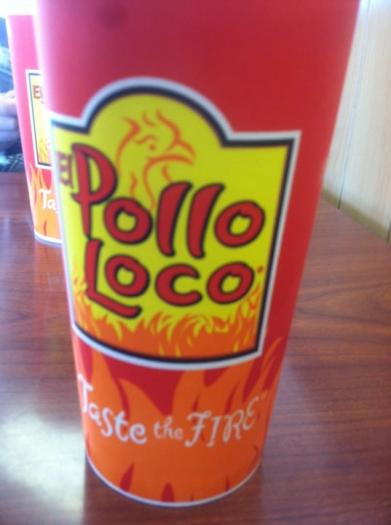 El
Pollo
Loco
Taste the FIRE